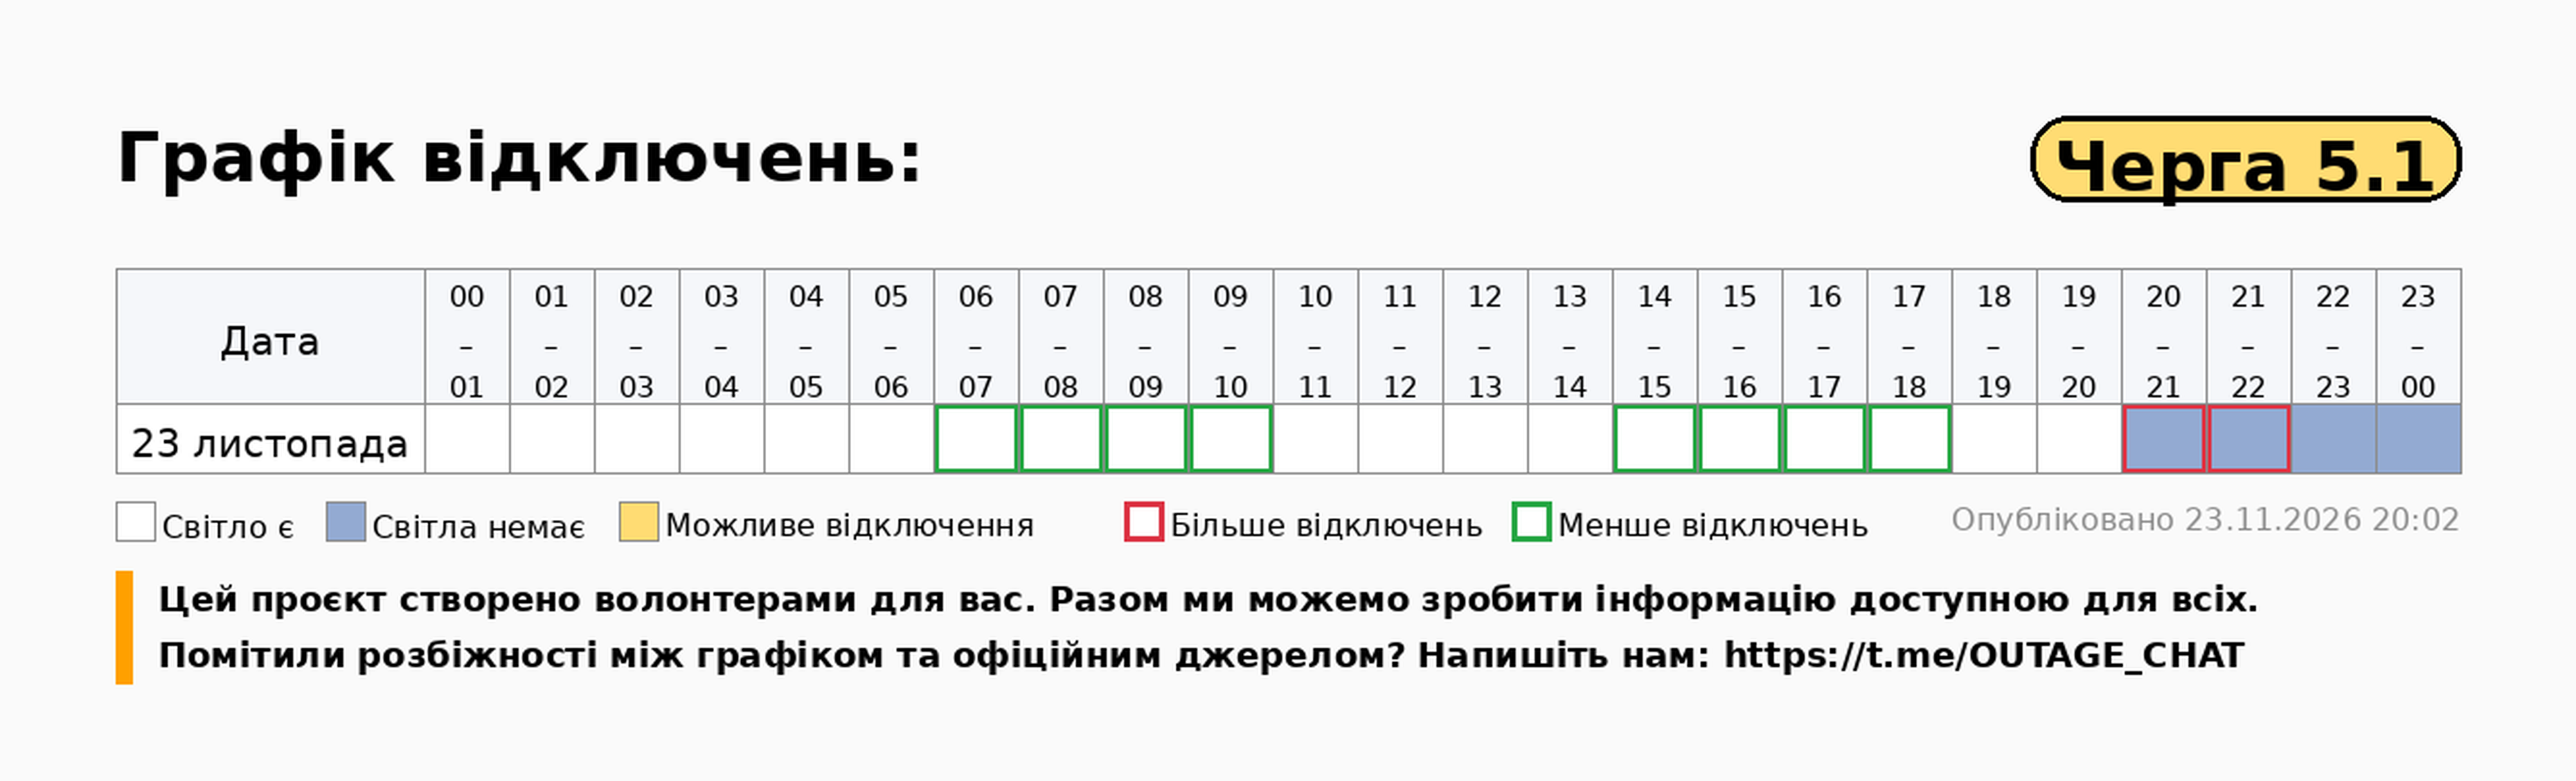 Графік відключень:
Черга 5.1
Дата
00 – 01
01 – 02
02 – 03
03 – 04
04 – 05
05 – 06
06 – 07
07 – 08
08 – 09
09 – 10
10 – 11
11 – 12
12 – 13
13 – 14
14 – 15
15 – 16
16 – 17
17 – 18
18 – 19
19 – 20
20 – 21
21 – 22
22 – 23
23 – 00
23 листопада
Світло є
Світла немає
Можливе відключення
Більше відключень
Менше відключень
Опубліковано 23.11.2026 20:02
Цей проєкт створено волонтерами для вас. Разом ми можемо зробити інформацію доступною для всіх.
Помітили розбіжності між графіком та офіційним джерелом? Напишіть нам: https://t.me/OUTAGE_CHAT